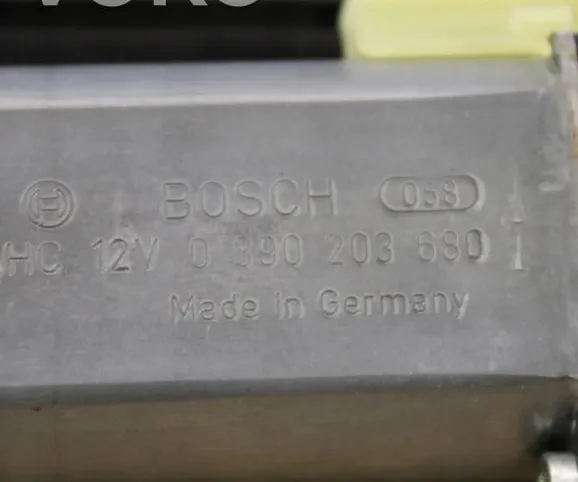 BOSCH 058
HC 12V 0 390 203 680
Made in Germany